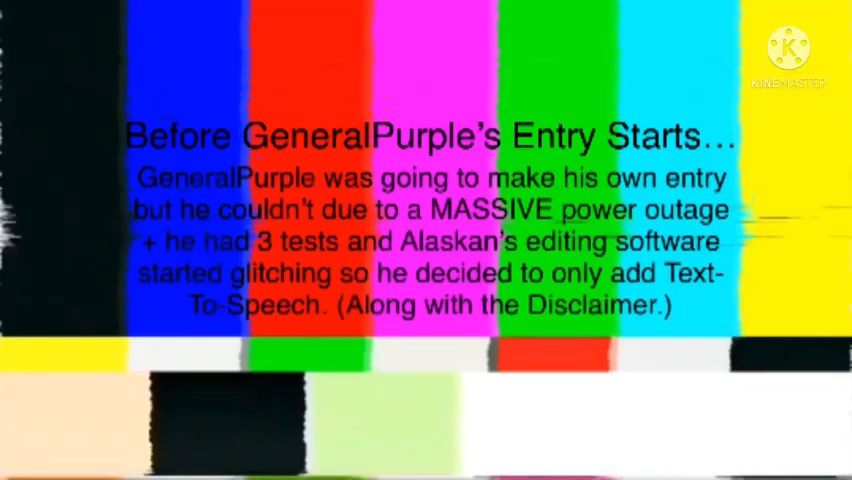 K
KINEMASTER
Before GeneralPurple's Entry Starts...
GeneralPurple was going to make his own entry
but he couldn't due to a MASSIVE power outage
+ he had 3 tests and Alaskan's editing software
started glitching so he decided to only add Text-
To-Speech. (Along with the Disclaimer.)